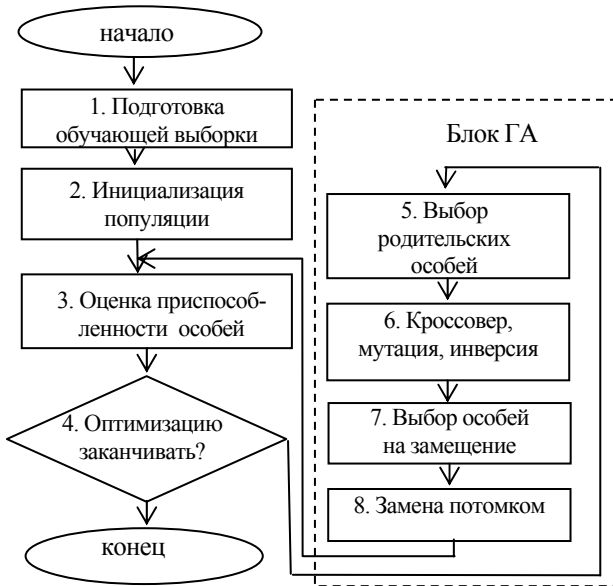 начало
1. Подготовка
обучающей выборки
2. Инициализация
популяции
3. Оценка приспособ-
ленности особей
4. Оптимизацию
заканчивать?
конец
Блок ГА
5. Выбор
родительских
особей
6. Кроссовер,
мутация, инверсия
7. Выбор особей
на замещение
8. Замена потомком